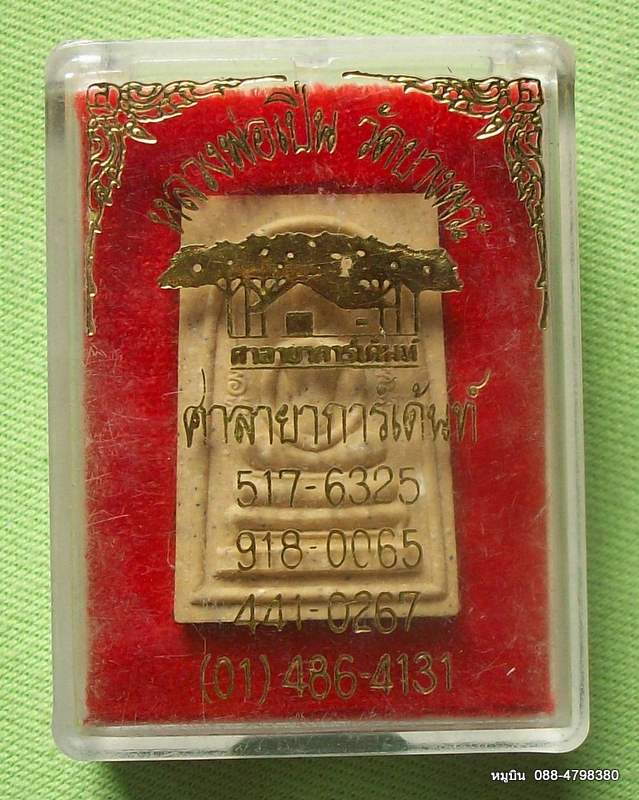 หลวงพ่อเปิ่น วัดบางพระ
ศาลายาการ์เด้นท์
ศาลายาการ์เด้นท์
517-6325
918-0065
441-0267
(01) 486-4131
หมูบิน 088-4798380